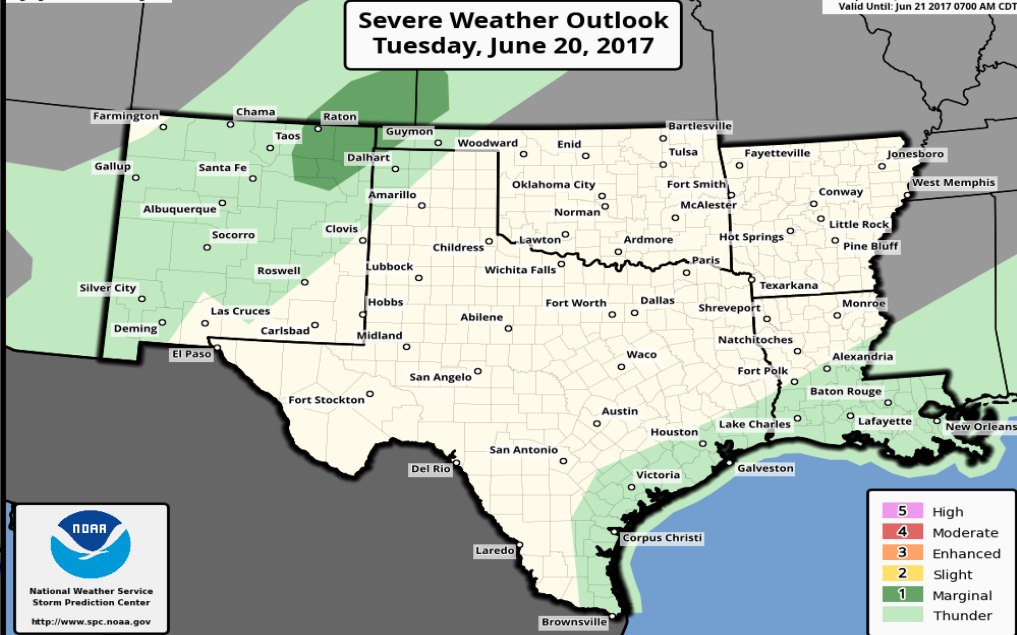 Valid Until: Jun 21 2017 0700 AM CDT
Severe Weather Outlook
Tuesday, June 20, 2017
Farmington
Chama
Raton
Taos
Guymon
Woodward
Enid
Bartlesville
Tulsa
Fayetteville
Jonesboro
Gallup
Santa Fe
Dalhart
Amarillo
Oklahoma City
Fort Smith
West Memphis
Conway
Albuquerque
Norman
McAlester
Little Rock
Socorro
Clovis
Childress
Lawton
Ardmore
Hot Springs
Pine Bluff
Roswell
Lubbock
Wichita Falls
Paris
Texarkana
Silver City
Las Cruces
Hobbs
Fort Worth
Dallas
Shreveport
Monroe
Deming
Carlsbad
Midland
Abilene
Natchitoches
El Paso
San Angelo
Waco
Fort Polk
Alexandria
Fort Stockton
Austin
Baton Rouge
Houston
Lake Charles
Lafayette
New Orleans
Del Rio
San Antonio
Victoria
Galveston
Laredo
Corpus Christi
Brownsville
NOAA
National Weather Service
Storm Prediction Center
http://www.spc.noaa.gov
5 High
4 Moderate
3 Enhanced
2 Slight
1 Marginal
Thunder